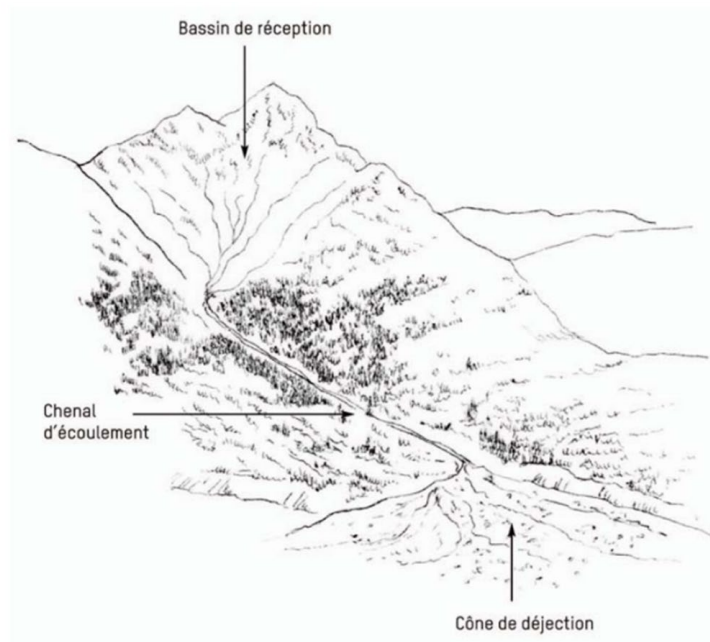 Bassin de réception
Chenal
d'écoulement
Cône de déjection